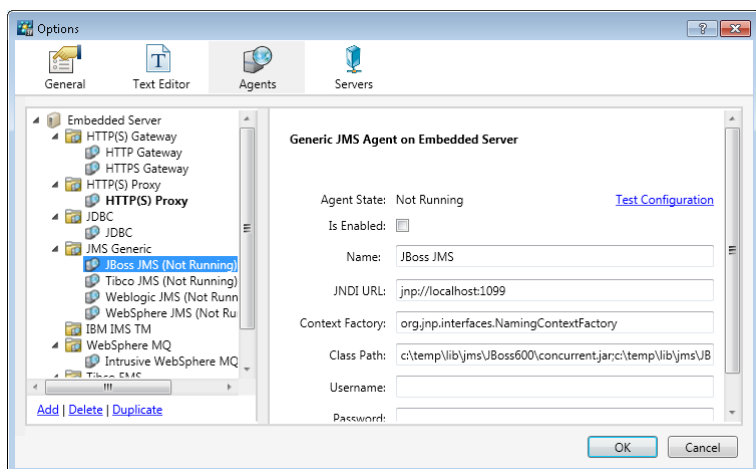 Options
General Text Editor Agents Servers
Embedded Server
HTTP(S) Gateway
HTTP Gateway
HTTPS Gateway
HTTP(S) Proxy
HTTP(S) Proxy
JDBC
JDBC
JMS Generic
JBoss JMS (Not Running)
Tibco JMS (Not Running)
Weblogic JMS (Not Runn
WebSphere JMS (Not Ru
IBM IMS TM
WebSphere MQ
Intrusive WebSphere MQ
Tibco EMS
Add | Delete | Duplicate
Generic JMS Agent on Embedded Server
Agent State: Not Running Test Configuration
Is Enabled:
Name: JBoss JMS
JNDI URL: jnp://localhost:1099
Context Factory: org.jnp.interfaces.NamingContextFactory
Class Path: c:\temp\lib\jms\JBoss600\concurrent.jar;c:\temp\lib\jms\JB
Username:
Password:
OK Cancel